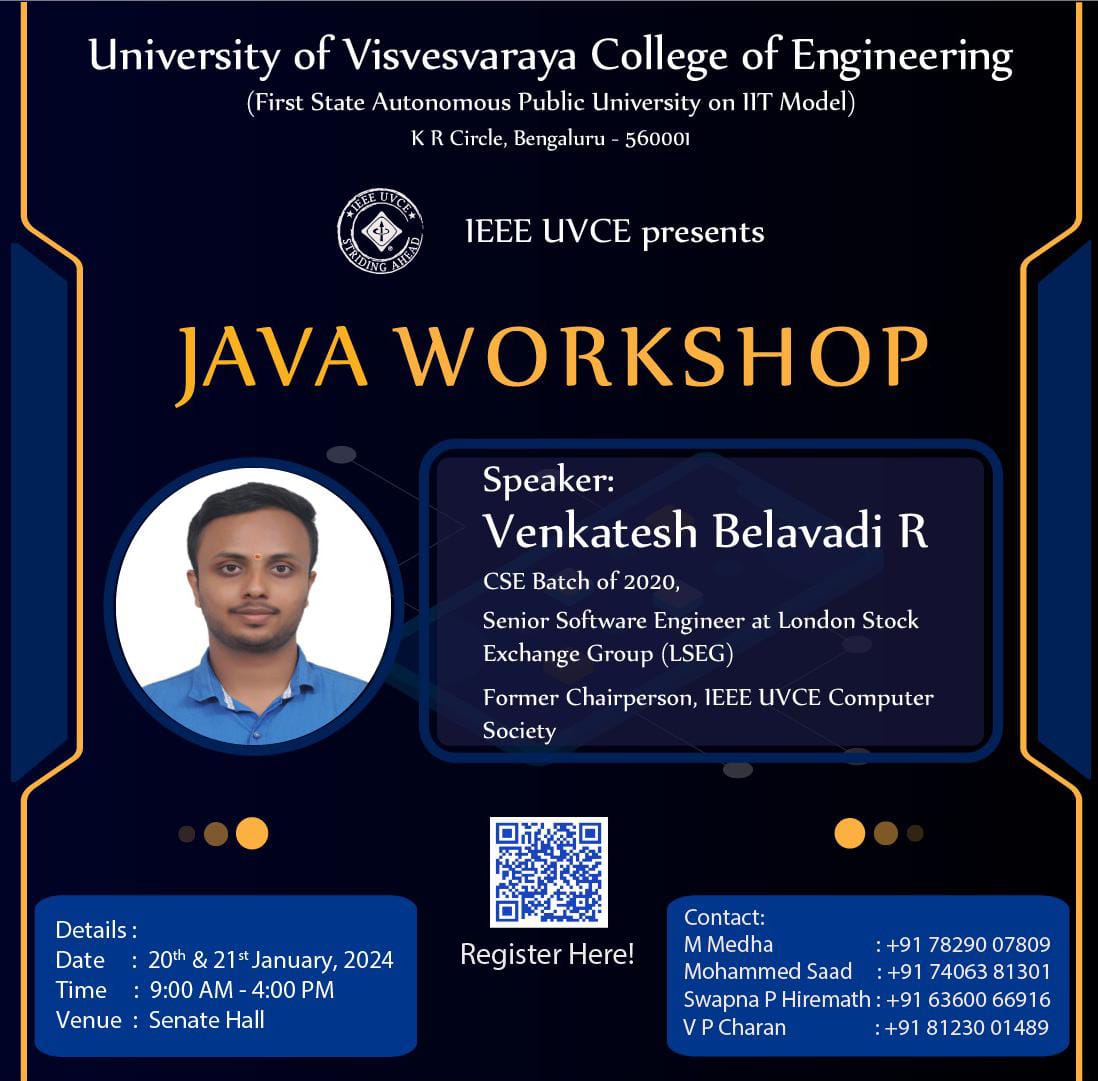 University of Visvesvaraya College of Engineering
(First State Autonomous Public University on IIT Model)
K R Circle, Bengaluru - 560001
IEEE UVCE
STRIDING AHEAD
IEEE UVCE presents
JAVA WORKSHOP
Speaker:
Venkatesh Belavadi R
CSE Batch of 2020,
Senior Software Engineer at London Stock
Exchange Group (LSEG)
Former Chairperson, IEEE UVCE Computer
Society
Register Here!
Details :
Date : 20th & 21st January, 2024
Time : 9:00 AM - 4:00 PM
Venue : Senate Hall
Contact:
M Medha : +91 78290 07809
Mohammed Saad : +91 74063 81301
Swapna P Hiremath : +91 63600 66916
V P Charan : +91 81230 01489